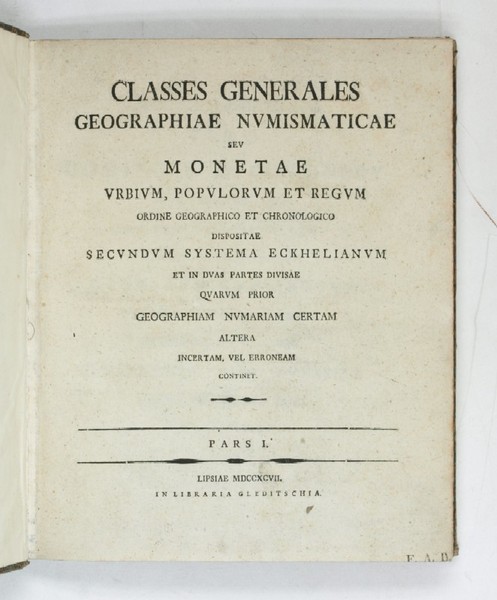 CLASSES GENERALES
GEOGRAPHIAE NVMISMATICAE
SEV
MONETAE
VRBIVM, POPVLORVM ET REGVM
ORDINE GEOGRAPHICO ET CHRONOLOGICO
DISPOSITAE
SECVNDVM SYSTEMA ECKHELIANVM
ET IN DVAS PARTES DIVISAE
QVARVM PRIOR
GEOGRAPHIAM NVMARIAM CERTAM
ALTERA
INCERTAM, VEL ERRONEAM
CONTINET.
PARS I.
LIPSIAE MDCCXCVII.
IN LIBRARIA GLEDITSCHIA.
F. A. D.